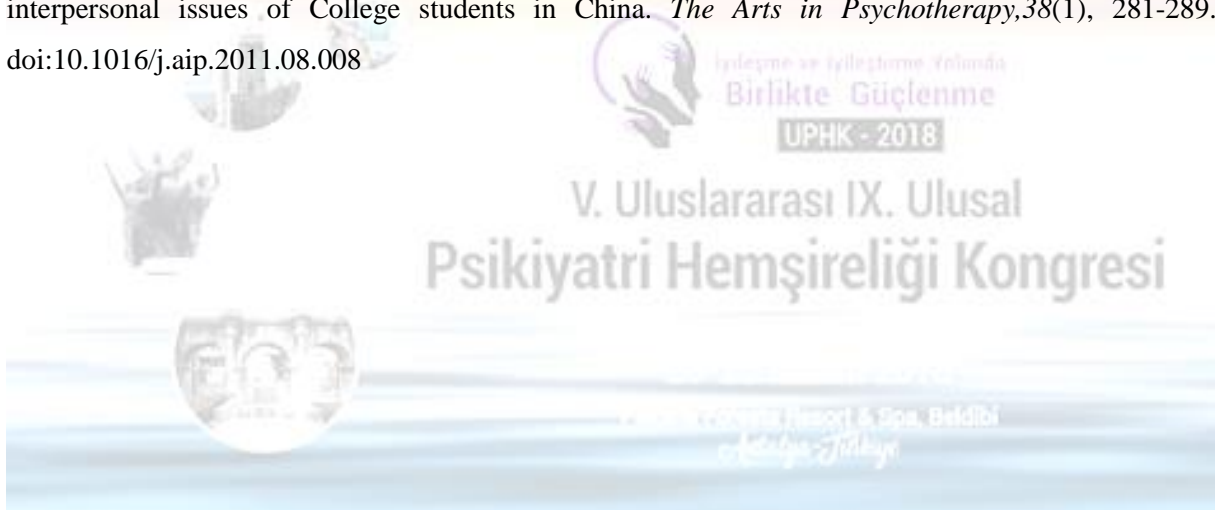 interpersonal issues of College students in China. The Arts in Psychotherapy,38(1), 281-289.
doi:10.1016/j.aip.2011.08.008
İyileşme ve İyileştirme Yolunda
Birlikte Güçlenme
UPHK - 2018
V. Uluslararası IX. Ulusal
Psikiyatri Hemşireliği Kongresi
Resort & Spa, Beldibi
Antalya-Türkiye